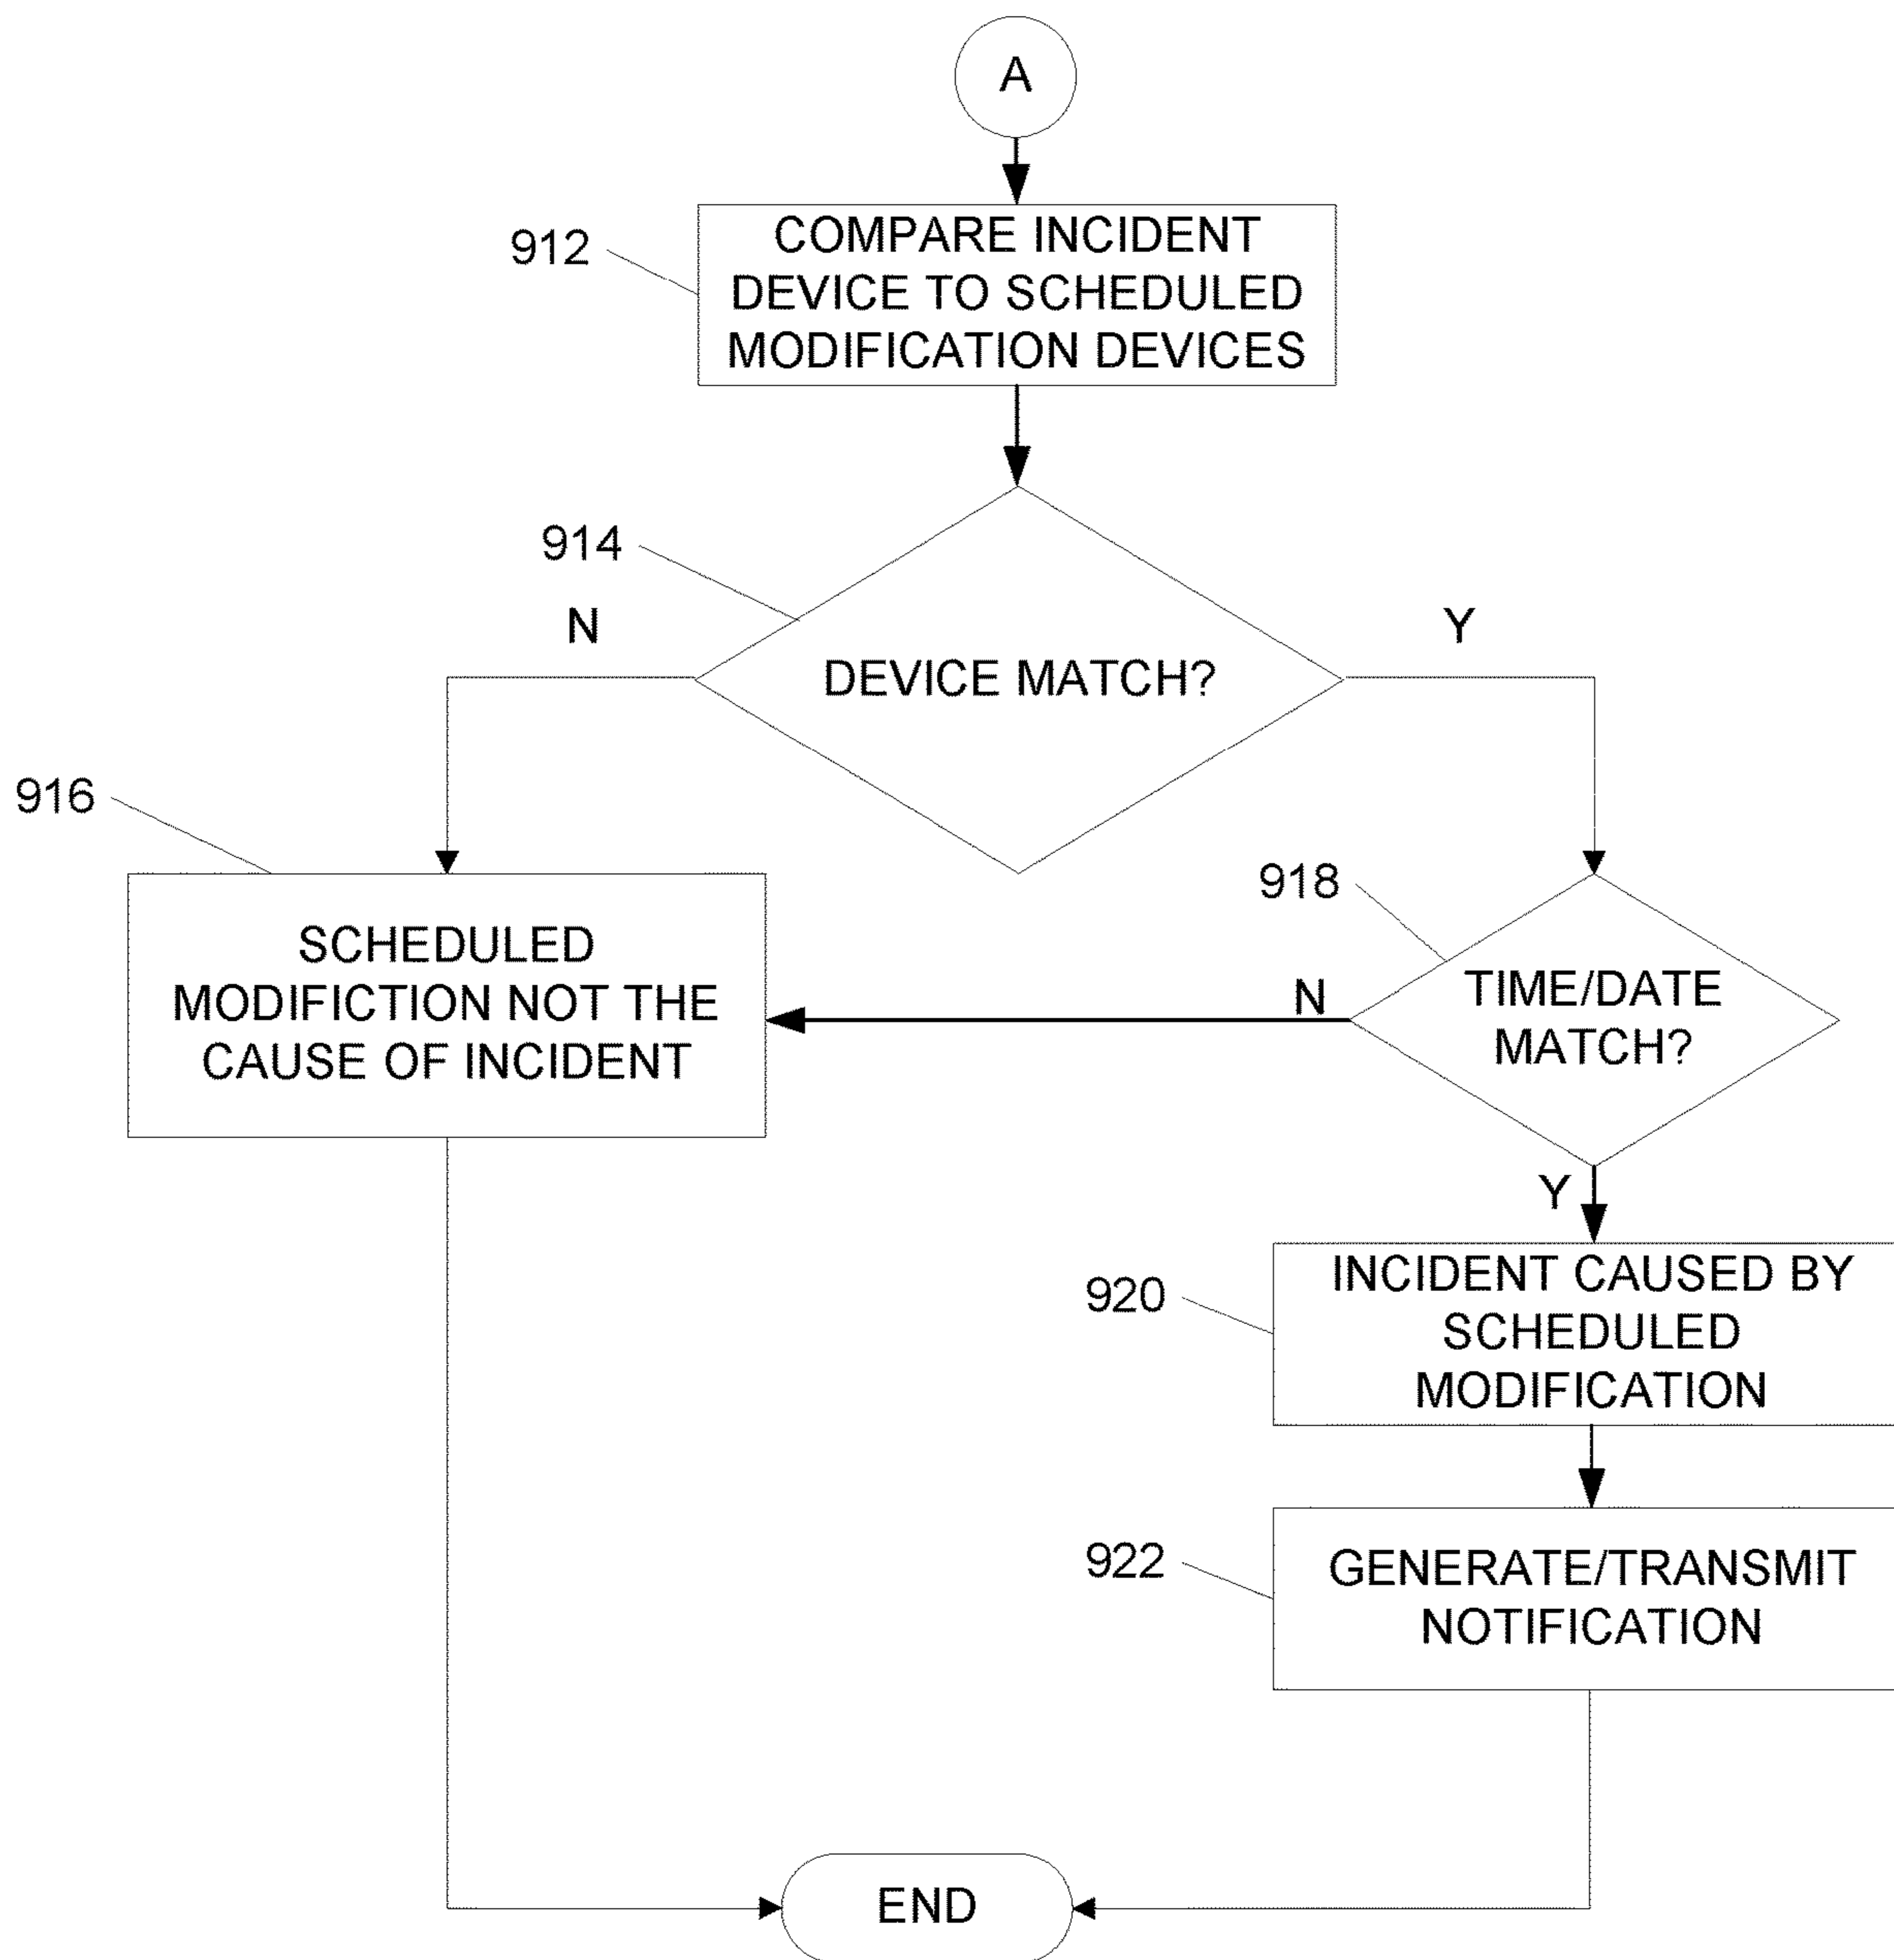 A
912
COMPARE INCIDENT
DEVICE TO SCHEDULED
MODIFICATION DEVICES
914
N
Y
DEVICE MATCH?
916
SCHEDULED
MODIFICTION NOT THE
CAUSE OF INCIDENT
918
N
TIME/DATE
MATCH?
Y
920
INCIDENT CAUSED BY
SCHEDULED
MODIFICATION
922
GENERATE/TRANSMIT
NOTIFICATION
END